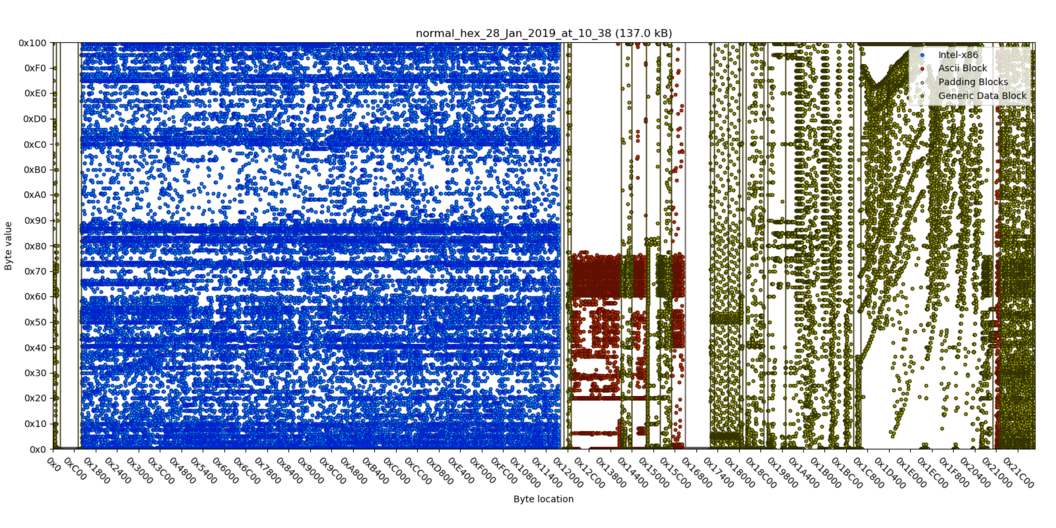 normal_hex_28_Jan_2019_at_10_38 (137.0 kB)
Intel-x86
Ascii Block
Padding Blocks
Generic Data Block
Byte value
0x100
0xF0
0xE0
0xD0
0xC0
0xB0
0xA0
0x90
0x80
0x70
0x60
0x50
0x40
0x30
0x20
0x10
0x0
0x0 0xC00 0x1800 0x2400 0x3000 0x3C00 0x4800 0x5400 0x6000 0x6C00 0x7800 0x8400 0x9000 0x9C00 0xA800 0xB400 0xC000 0xCC00 0xD800 0xE400 0xF000 0xFC00 0x10800 0x11400 0x12000 0x12C00 0x13800 0x14400 0x15000 0x15C00 0x16800 0x17400 0x18000 0x18C00 0x19800 0x1A400 0x1B000 0x1BC00 0x1C800 0x1D400 0x1E000 0x1EC00 0x1F800 0x20400 0x21000 0x21C00
Byte location